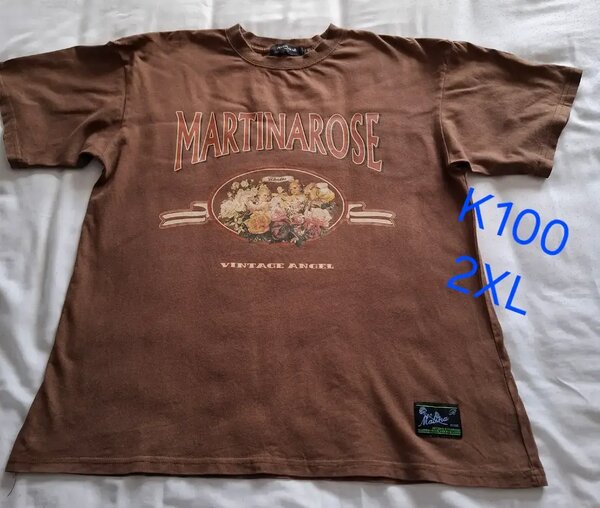 MARTINAROSE
VINTAGE ANGEL
K100
2XL